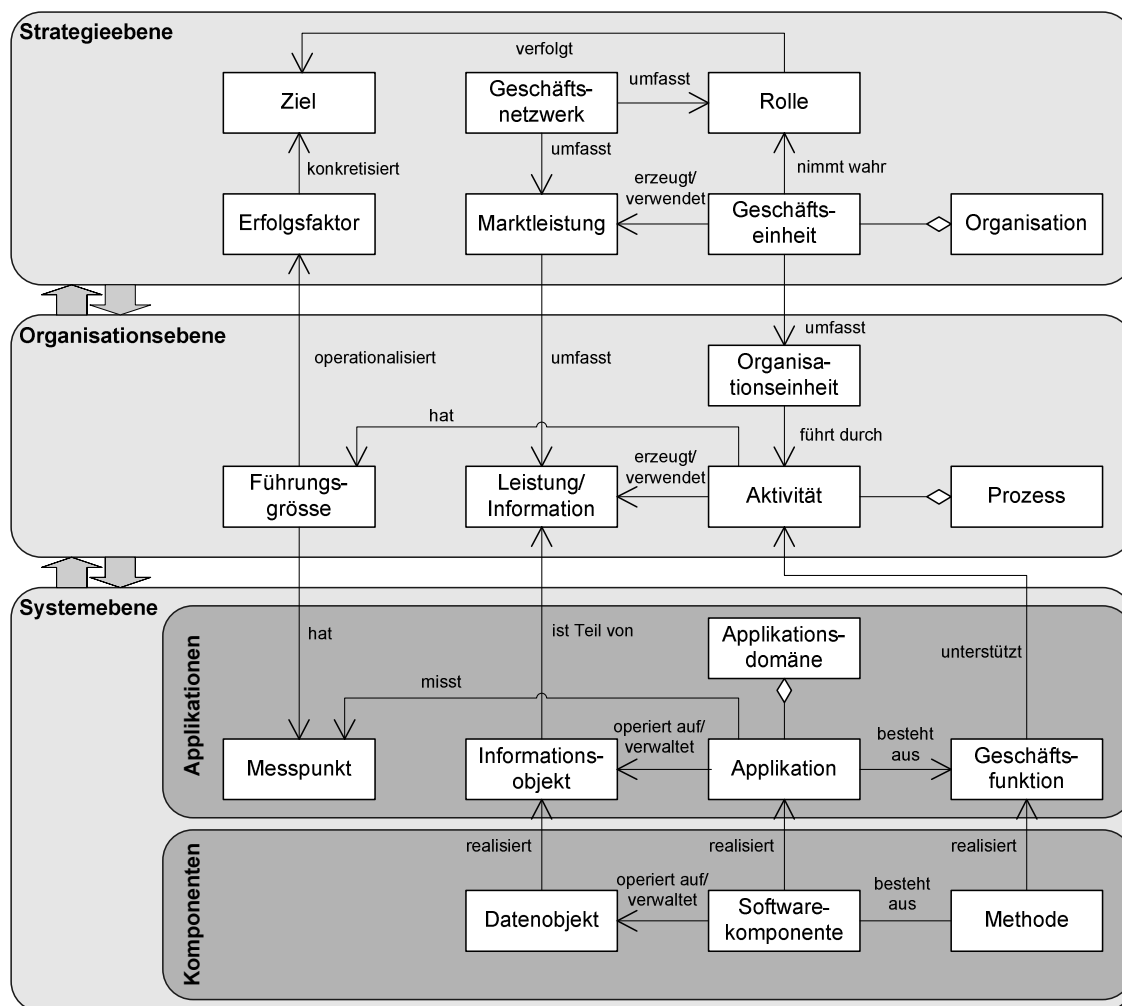 Strategieebene
verfolgt
Ziel
Geschäfts-
netzwerk
umfasst
Rolle
konkretisiert
umfasst
nimmt wahr
Erfolgsfaktor
Marktleistung
erzeugt/
verwendet
Geschäfts-
einheit
Organisation
Organisationsebene
operationalisiert
umfasst
umfasst
Organisa-
tionseinheit
hat
führt durch
Führungs-
grösse
Leistung/
Information
erzeugt/
verwendet
Aktivität
Prozess
Systemebene
Applikationen
hat
ist Teil von
Applikations-
domäne
unterstützt
misst
Messpunkt
Informations-
objekt
operiert auf/
verwaltet
Applikation
besteht
aus
Geschäfts-
funktion
Komponenten
realisiert
realisiert
realisiert
Datenobjekt
operiert auf/
verwaltet
Software-
komponente
besteht
aus
Methode